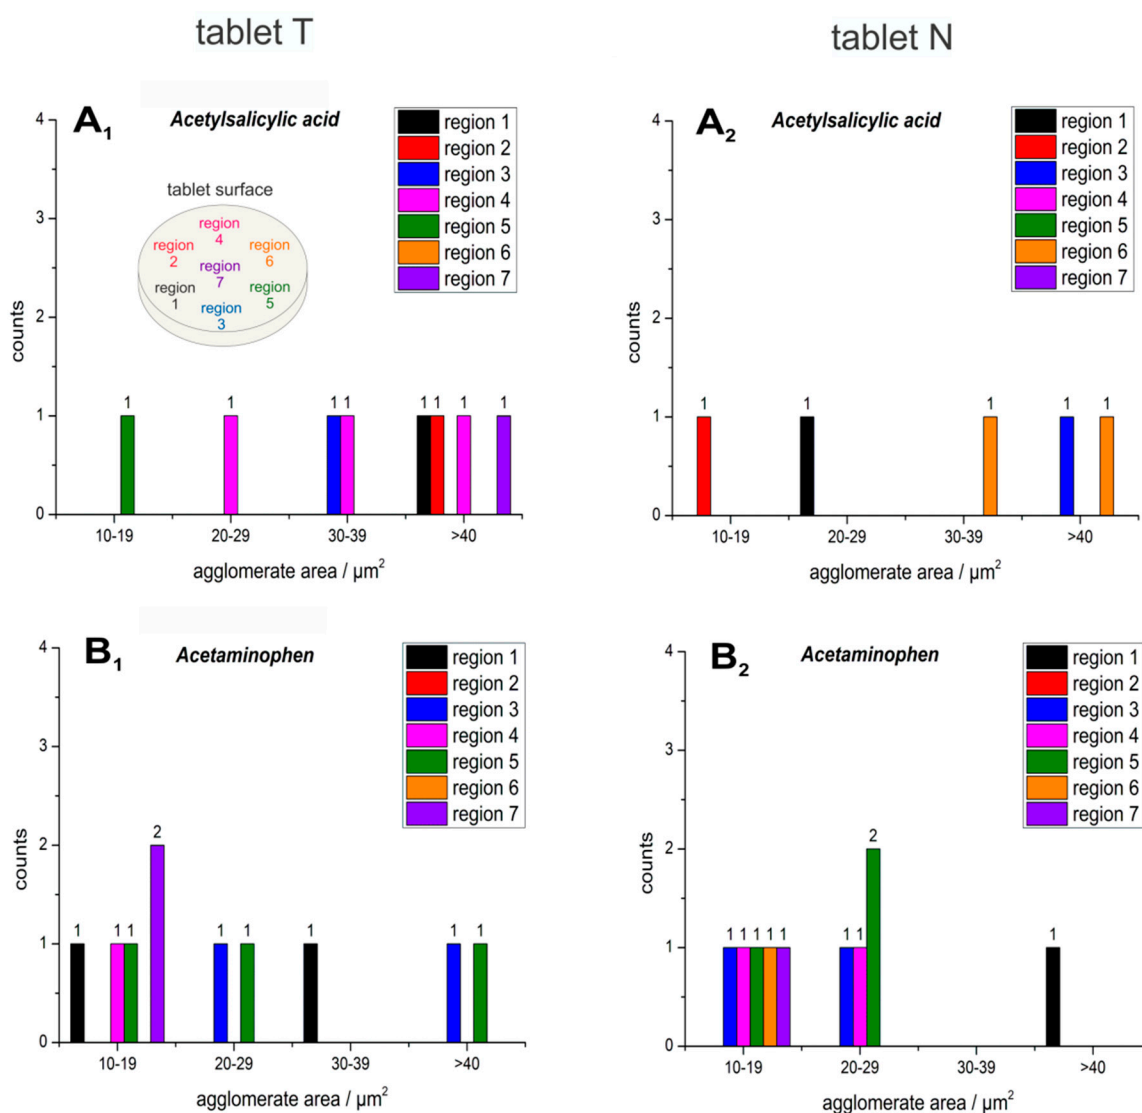 tablet T
tablet N
A1
Acetylsalicylic acid
region 1
region 2
region 3
region 4
region 5
region 6
region 7
tablet surface
region
4
region
2
region
6
region
7
region
1
region
5
region
3
counts
4
3
2
1
0
1
1
1 1
1 1
1
1
10-19
20-29
30-39
>40
agglomerate area / µm²
A2
Acetylsalicylic acid
region 1
region 2
region 3
region 4
region 5
region 6
region 7
counts
4
3
2
1
0
1
1
1
1
1
10-19
20-29
30-39
>40
agglomerate area / µm²
B1
Acetaminophen
region 1
region 2
region 3
region 4
region 5
region 6
region 7
counts
4
3
2
1
0
1
1 1
2
1
1
1
1
1
10-19
20-29
30-39
>40
agglomerate area / µm²
B2
Acetaminophen
region 1
region 2
region 3
region 4
region 5
region 6
region 7
counts
4
3
2
1
0
1 1 1 1 1
1 1
2
1
10-19
20-29
30-39
>40
agglomerate area / µm²